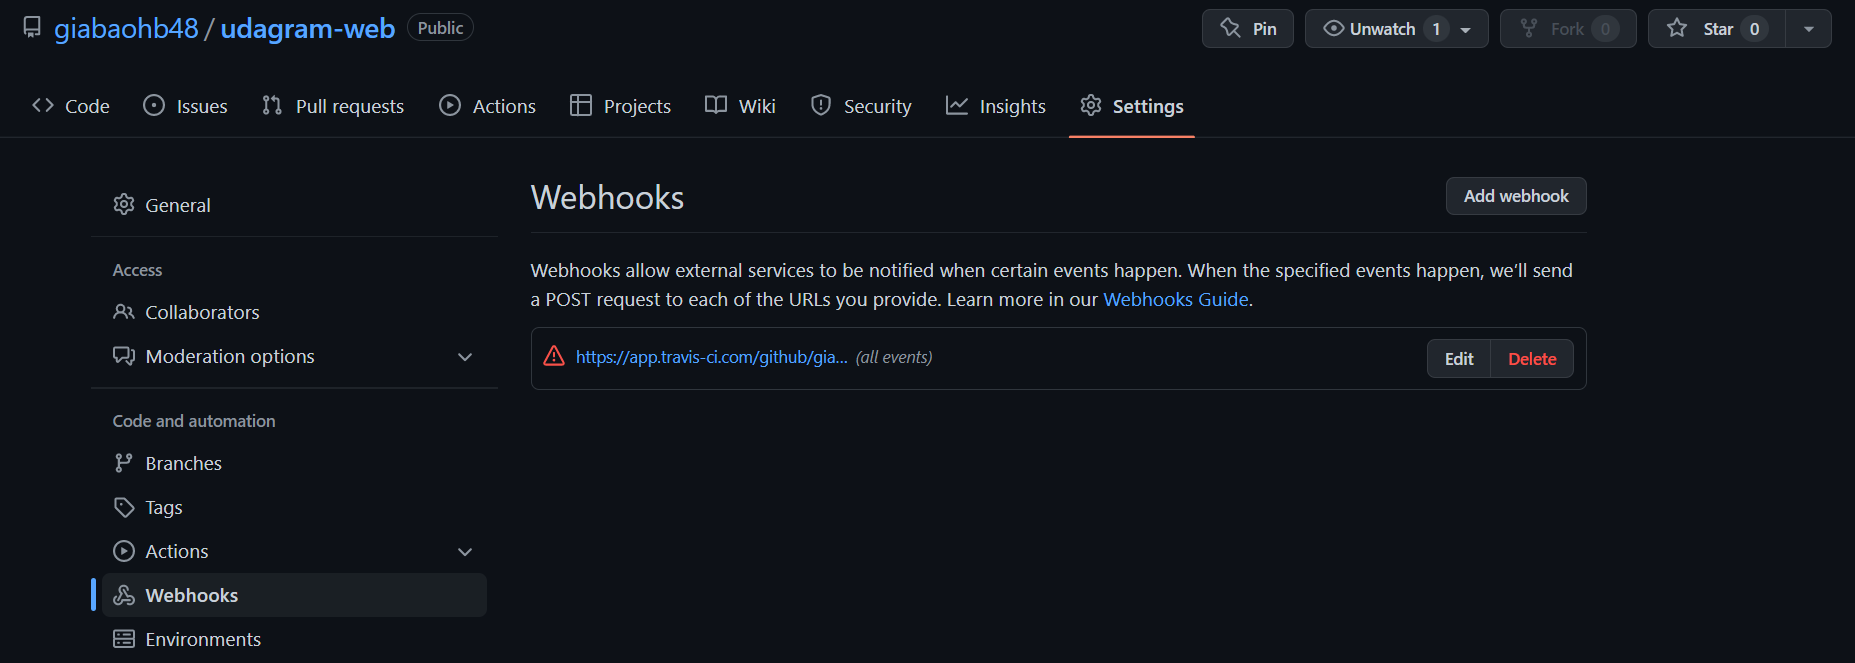 giabaohb48 / udagram-web Public
Pin Unwatch 1 Fork 0 Star 0
Code Issues Pull requests Actions Projects Wiki Security Insights Settings
General
Access
Collaborators
Moderation options
Code and automation
Branches
Tags
Actions
Webhooks
Environments
Webhooks Add webhook
Webhooks allow external services to be notified when certain events happen. When the specified events happen, we'll send
a POST request to each of the URLs you provide. Learn more in our Webhooks Guide.
https://app.travis-ci.com/github/gia... (all events) Edit Delete